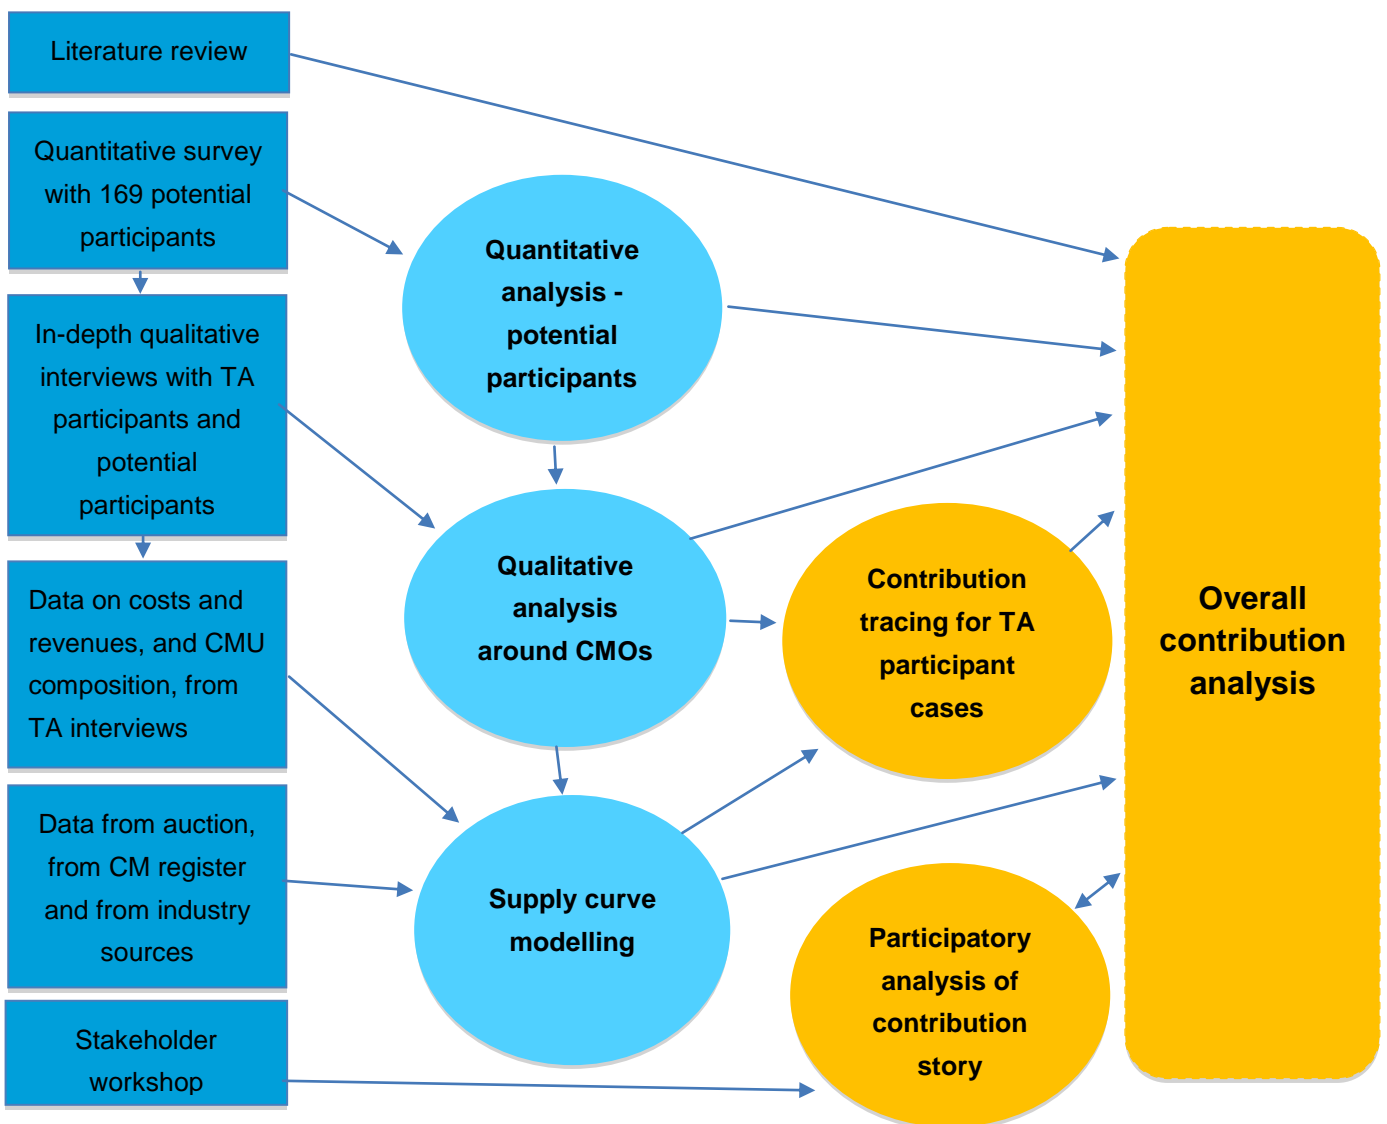 Literature review
Quantitative survey
with 169 potential
participants
In-depth qualitative
interviews with TA
participants and
potential
participants
Data on costs and
revenues, and CMU
composition, from
TA interviews
Data from auction,
from CM register
and from industry
sources
Stakeholder
workshop
Quantitative
analysis -
potential
participants
Qualitative
analysis
around CMOs
Supply curve
modelling
Contribution
tracing for TA
participant
cases
Participatory
analysis of
contribution
story
Overall
contribution
analysis